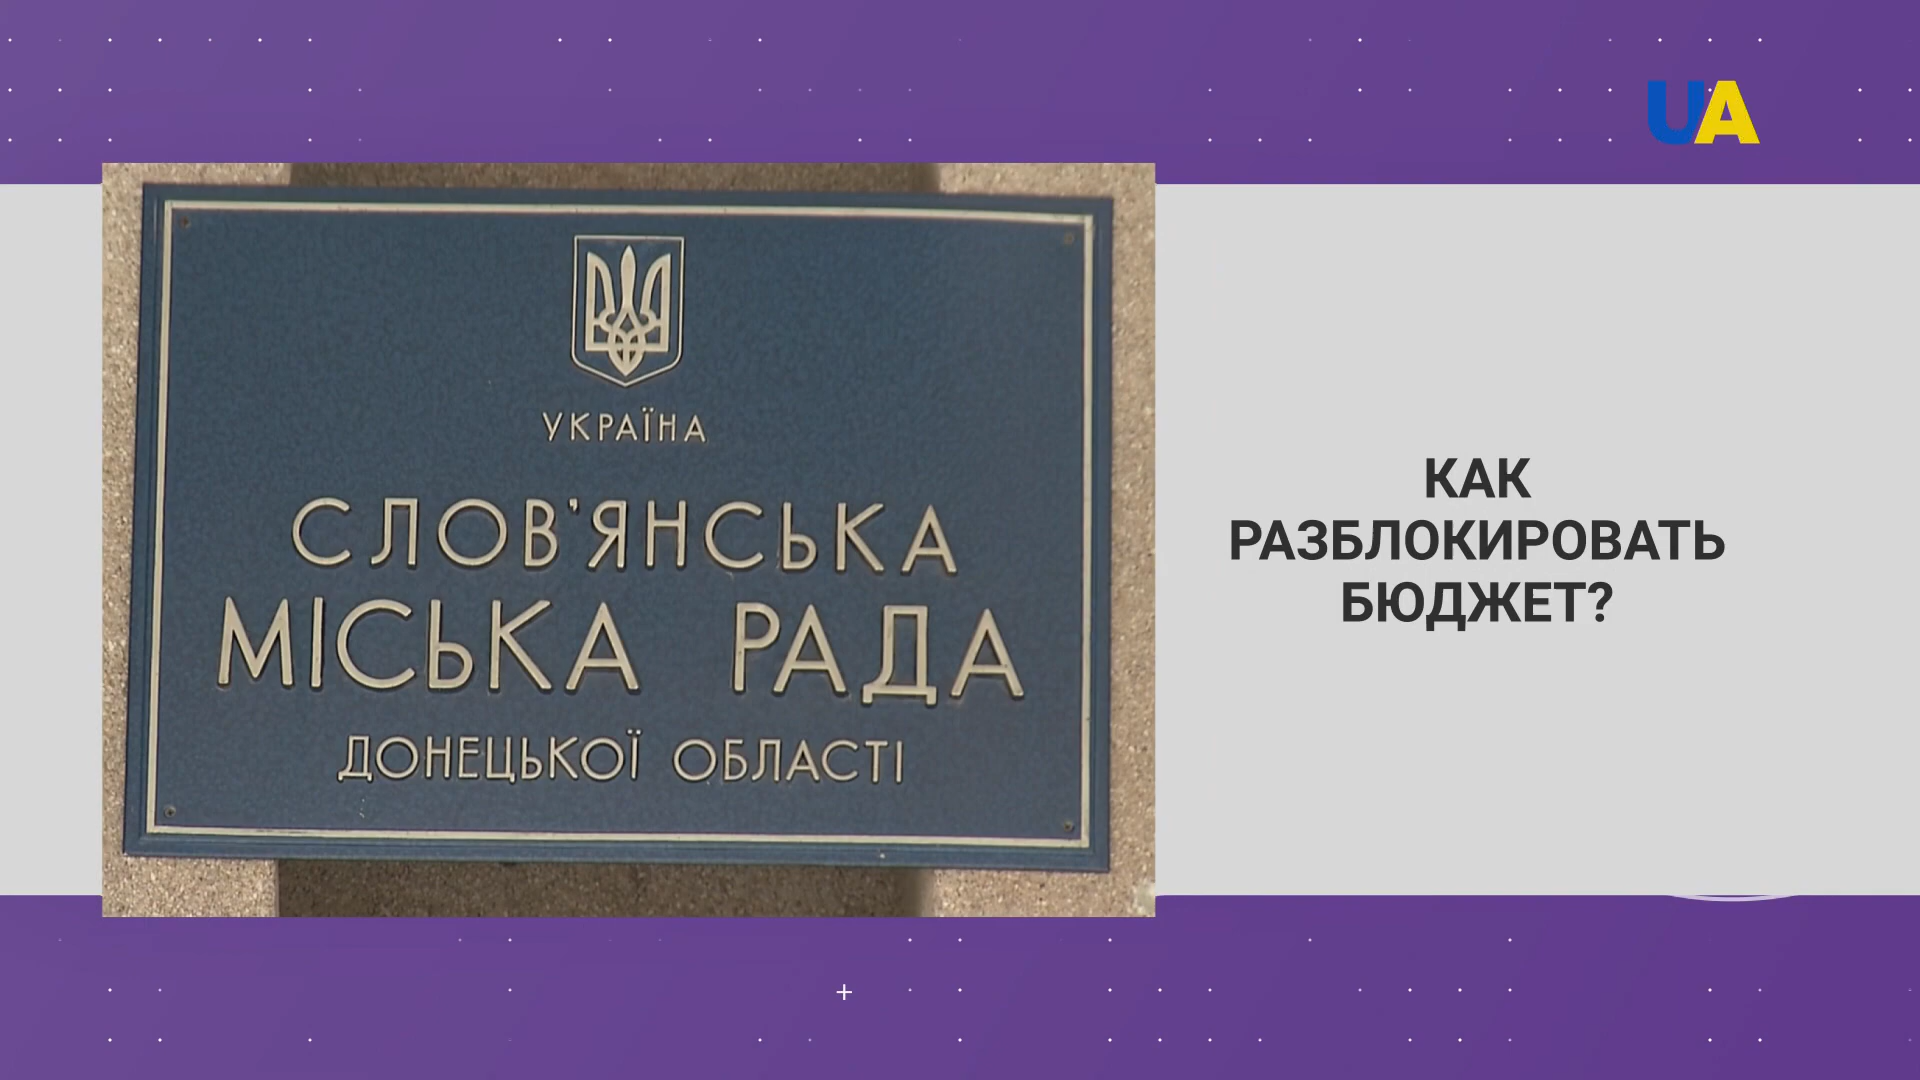 UA
УКРАЇНА
СЛОВ'ЯНСЬКА
МІСЬКА РАДА
ДОНЕЦЬКОЇ ОБЛАСТІ
КАК
РАЗБЛОКИРОВАТЬ
БЮДЖЕТ?